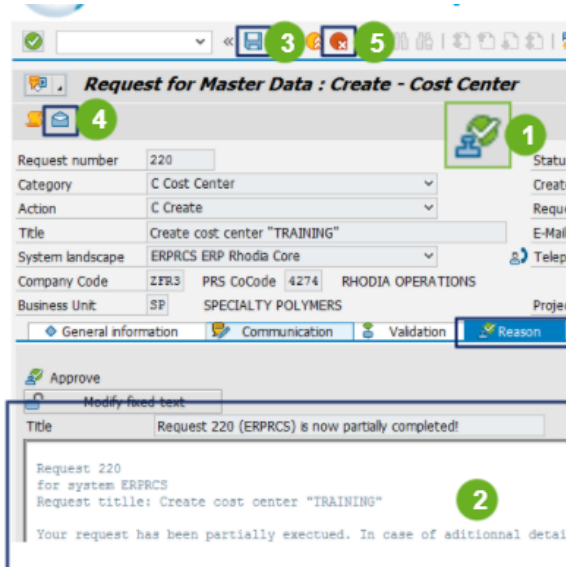 « 3 5
Request for Master Data : Create - Cost Center
4
1
Request number 220 Statu
Category C Cost Center Creat
Action C Create Reque
Title Create cost center "TRAINING" E-Mail
System landscape ERPRCS ERP Rhodia Core Telep
Company Code ZFR3 PRS CoCode 4274 RHODIA OPERATIONS
Business Unit SP SPECIALTY POLYMERS Projec
General information Communication Validation Reason
Approve
Modify fixed text
Title Request 220 (ERPRCS) is now partially completed!
Request 220
for system ERPRCS
Request titlle: Create cost center "TRAINING"
2
Your request has been partially exectued. In case of aditionnal detai